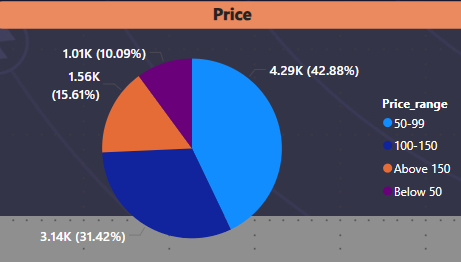 Price
1.01K (10.09%)
1.56K
(15.61%)
4.29K (42.88%)
3.14K (31.42%)
Price_range
50-99
100-150
Above 150
Below 50